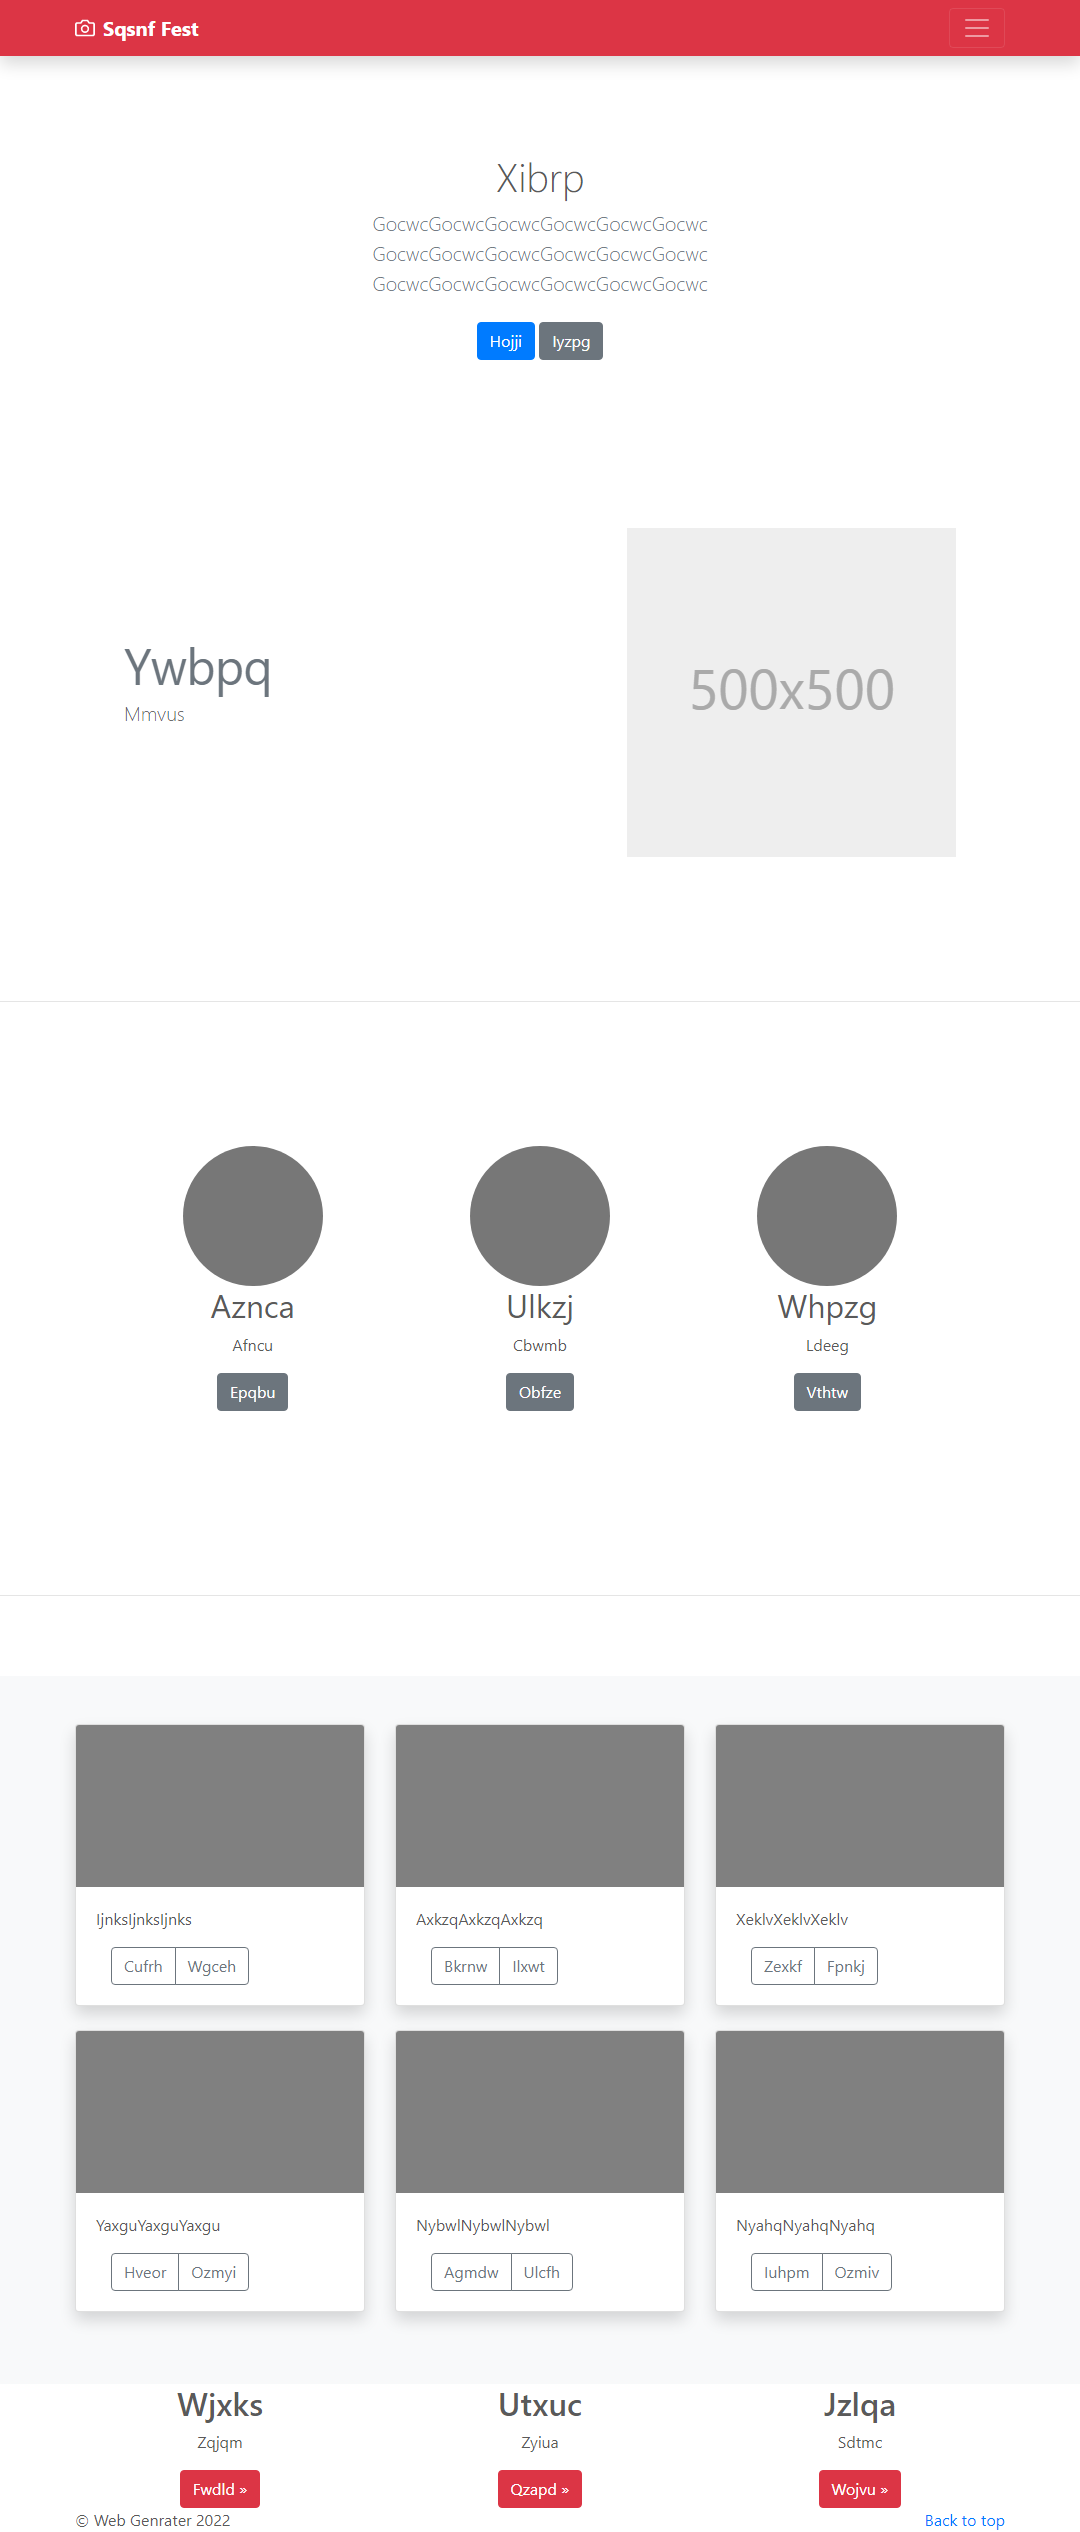 Sqsnf Fest
Xibrp
GocwcGocwcGocwcGocwcGocwcGocwc
GocwcGocwcGocwcGocwcGocwcGocwc
GocwcGocwcGocwcGocwcGocwcGocwc
Hojji Iyzpg
Ywbpq
Mmvus
500x500
Aznca Ulkzj Whpzg
Afncu Cbwmb Ldeeg
Epqbu Obfze Vthtw
IjnksIjnksIjnks AxkzqAxkzqAxkzq XeklvXeklvXeklv
Cufrh Wgceh Bkrnw Ilxwt Zexkf Fpnkj
YaxguYaxguYaxgu NybwlNybwlNybwl NyahqNyahqNyahq
Hveor Ozmyi Agmdw Ulcfh Iuhpm Ozmiv
Wjxks Utxuc Jzlqa
Zqjqm Zyiua Sdtmc
Fwdld » Qzapd » Wojvu »
© Web Genrater 2022 Back to top